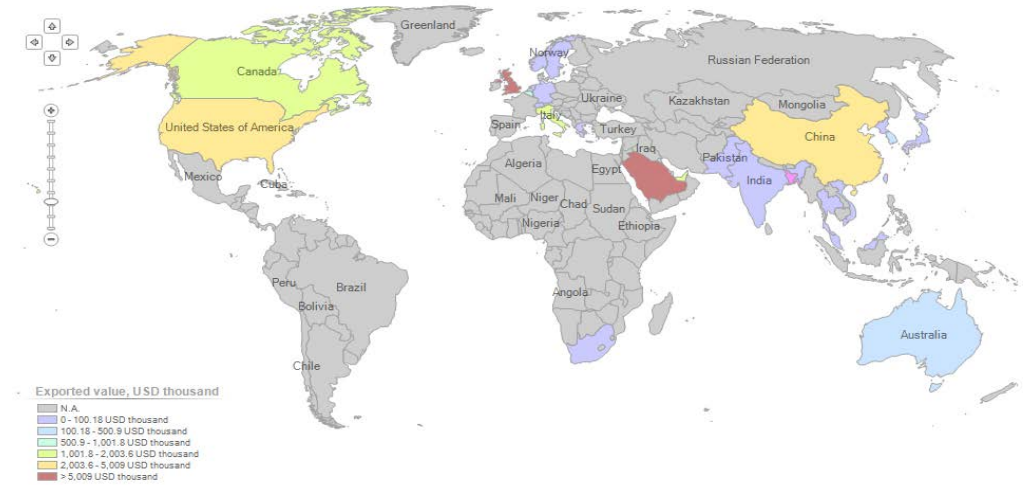 Greenland
Norway
Russian Federation
Canada
Ukraine
Kazakhstan
Mongolia
Italy
United States of America
Spain
Turkey
China
Iraq
Pakistan
Algeria
Egypt
India
Mexico
Cuba
Mali
Niger
Chad
Sudan
Nigeria
Ethiopia
Peru
Brazil
Angola
Bolivia
Australia
Chile
Exported value, USD thousand
N.A.
0 - 100.18 USD thousand
100.18 - 500.9 USD thousand
500.9 - 1,001.8 USD thousand
1,001.8 - 2,003.6 USD thousand
2,003.6 - 5,009 USD thousand
> 5,009 USD thousand